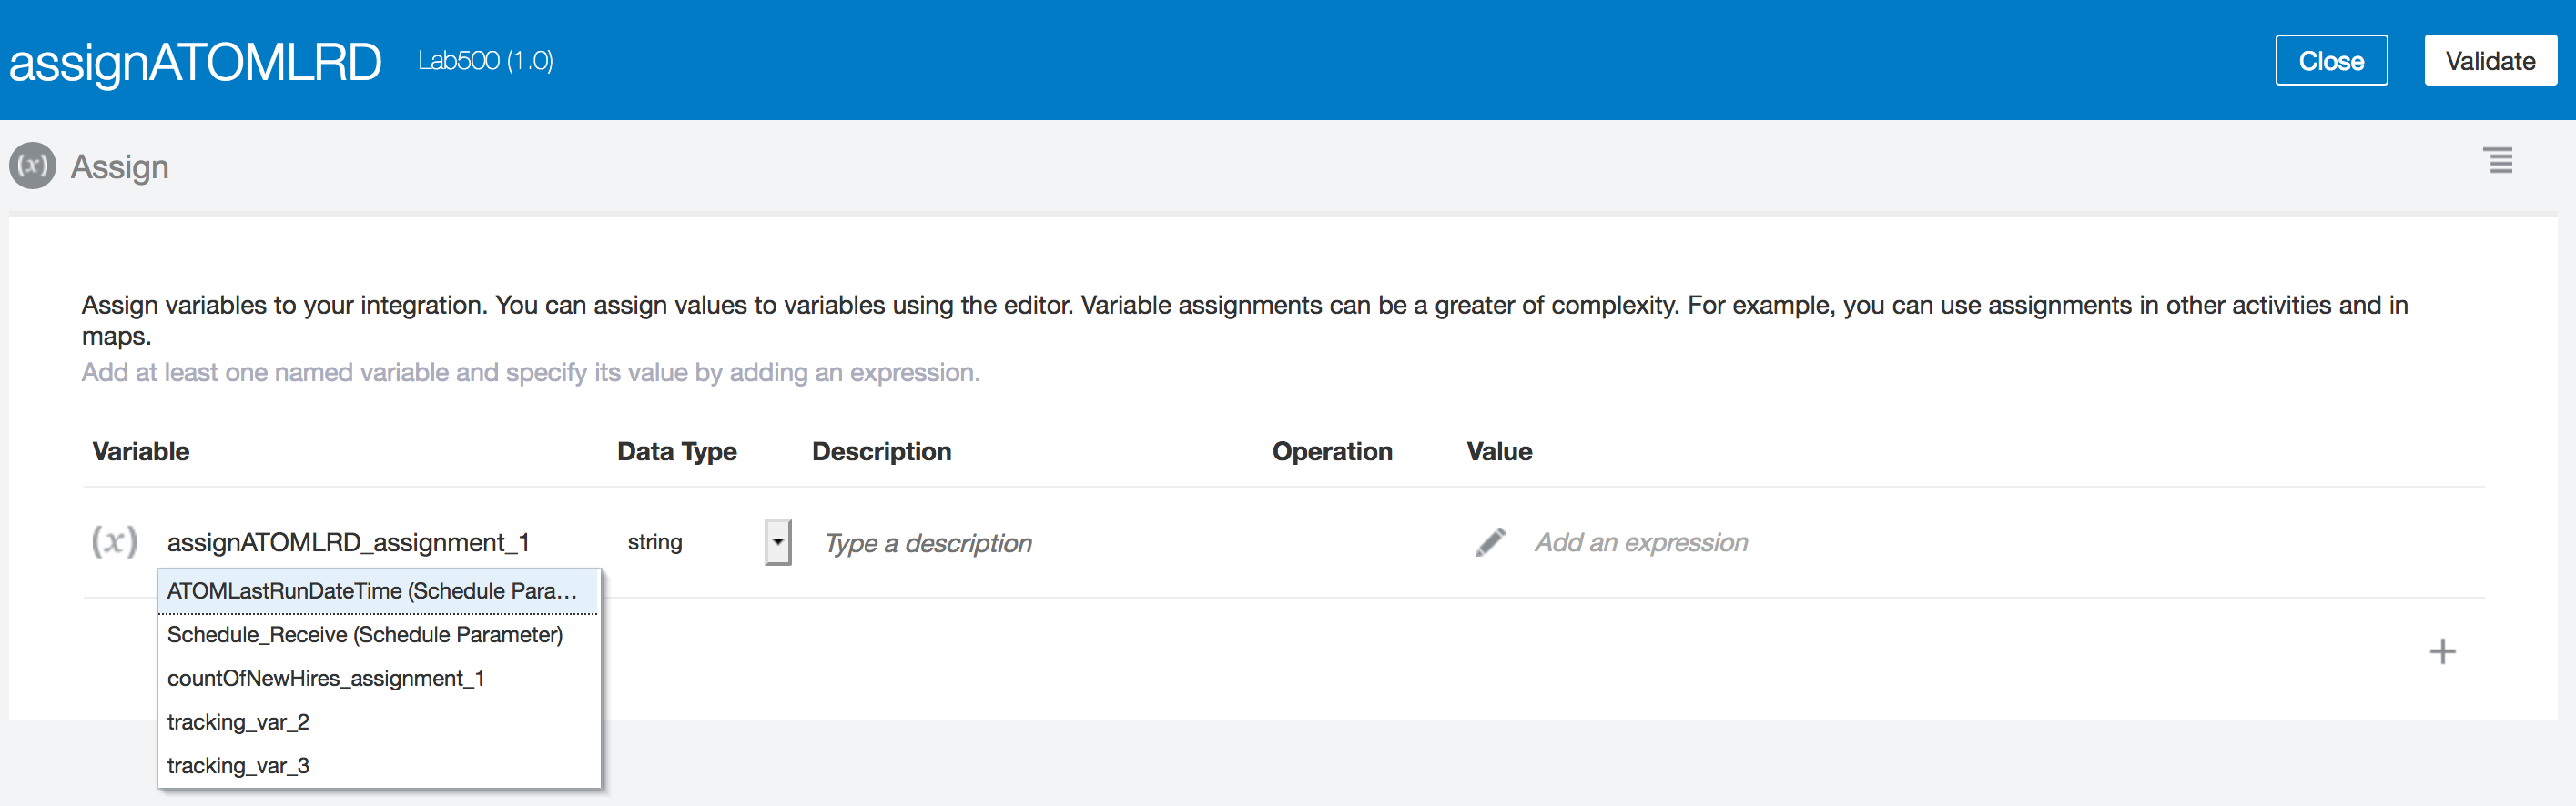 assignATOMLRD Lab500 (1.0) Close Validate
(x) Assign
Assign variables to your integration. You can assign values to variables using the editor. Variable assignments can be a greater of complexity. For example, you can use assignments in other activities and in
maps.
Add at least one named variable and specify its value by adding an expression.
Variable Data Type Description Operation Value
(x) assignATOMLRD_assignment_1 string Type a description Add an expression
ATOMLastRunDateTime (Schedule Para...
Schedule_Receive (Schedule Parameter)
countOfNewHires_assignment_1
tracking_var_2
tracking_var_3